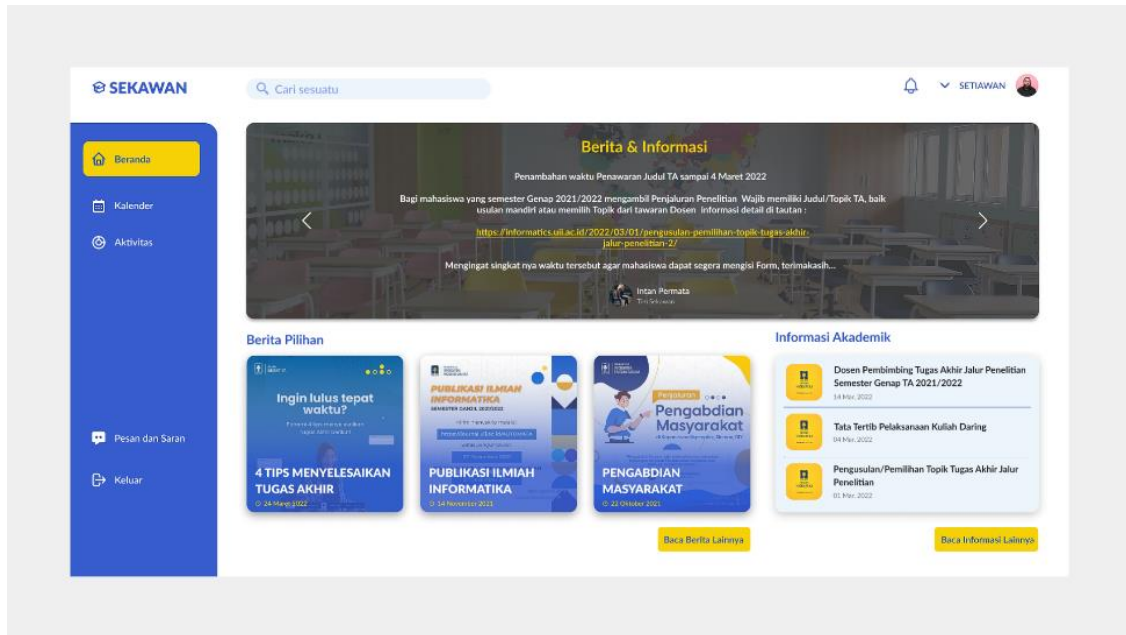 SEKAWAN
Cari sesuatu
SETIAWAN
Beranda
Kalender
Aktivitas
Pesan dan Saran
Keluar
Berita & Informasi
Penambahan waktu Penawaran Judul TA sampai 4 Maret 2022
Bagi mahasiswa yang semester Genap 2021/2022 mengambil Penjaluran Penelitian Wajib memiliki Judul/Topik TA, baik
usulan mandiri atau memilih Topik dari tawaran Dosen informasi detail di tautan :
https://informatics.uii.ac.id/2022/03/01/pengusulan-pemilihan-topik-tugas-akhir-
jalur-penelitian-2/
Mengingat singkat nya waktu tersebut agar mahasiswa dapat segera mengisi Form, terimakasih...
Intan Permata
Tim Sekawan
Berita Pilihan
Ingin lulus tepat
waktu?
4 TIPS MENYELESAIKAN
TUGAS AKHIR
24 Maret 2022
PUBLIKASI ILMIAH
INFORMATIKA
SEMESTER GANJIL 2020/2021
PUBLIKASI ILMIAH
INFORMATIKA
14 November 2021
Penjaluran
Pengabdian
Masyarakat
PENGABDIAN
MASYARAKAT
22 Oktober 2021
Baca Berita Lainnya
Informasi Akademik
Dosen Pembimbing Tugas Akhir Jalur Penelitian
Semester Genap TA 2021/2022
14 Mar, 2022
Tata Tertib Pelaksanaan Kuliah Daring
04 Mar, 2022
Pengusulan/Pemilihan Topik Tugas Akhir Jalur
Penelitian
01 Mar, 2022
Baca Informasi Lainnya